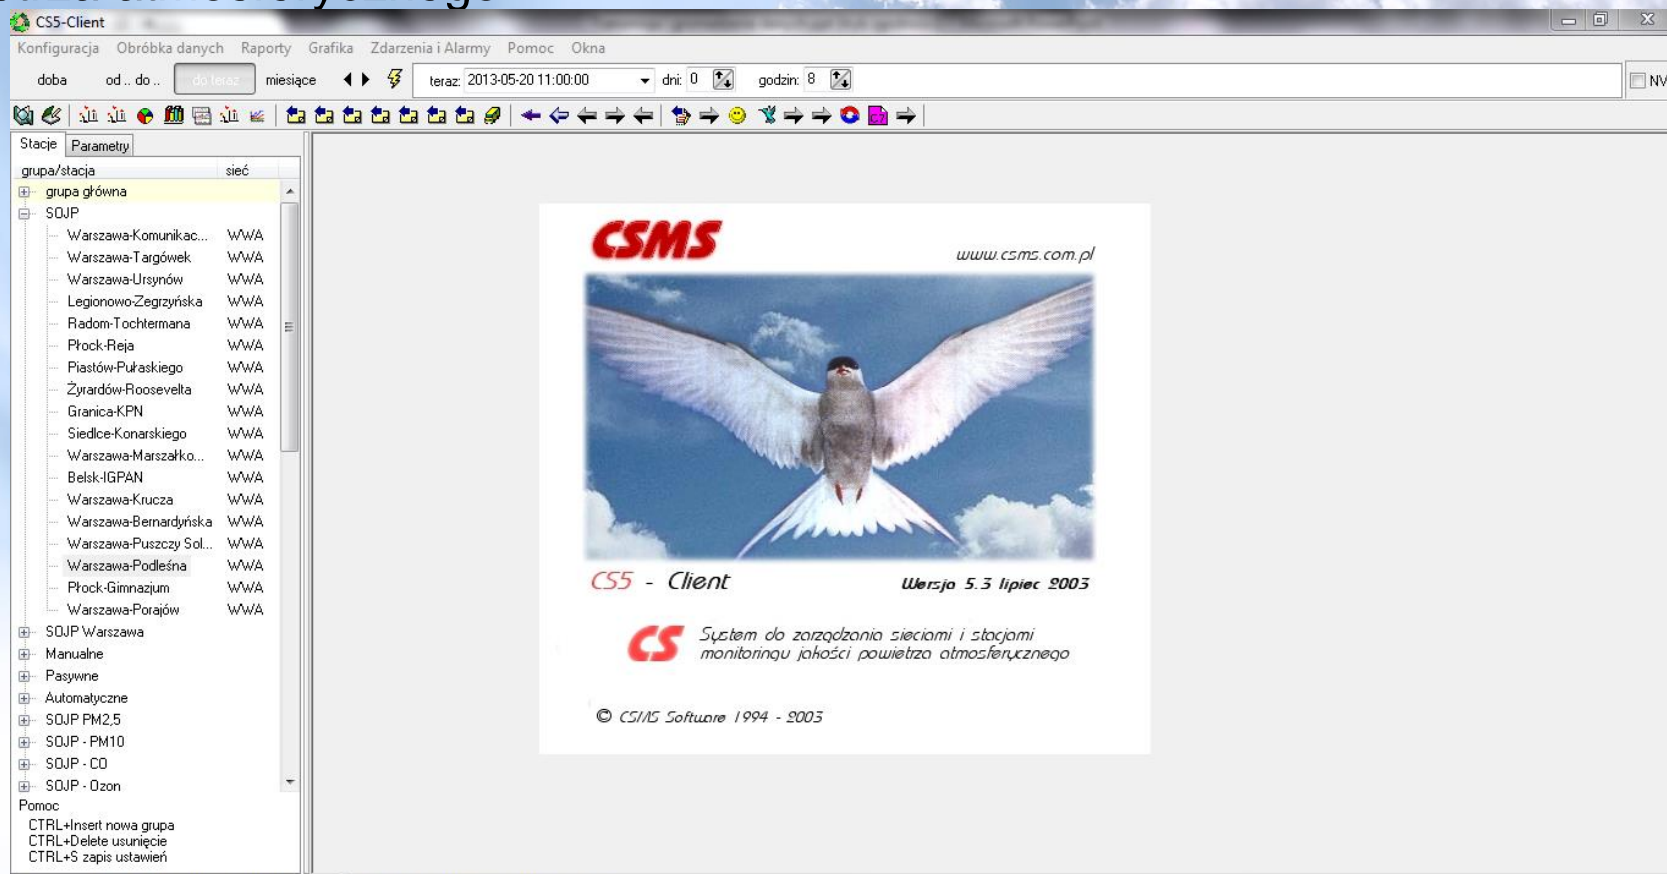 CS5-Client
Konfiguracja Obróbka danych Raporty Grafika Zdarzenia i Alarmy Pomoc Okna
doba od .. do .. do teraz miesiące teraz: 2013-05-20 11:00:00 dni: 0 godzin: 8 NV
C7
Stacje Parametry
grupa/stacja sieć
grupa główna
SOJP
Warszawa-Komunikac... WWA
Warszawa-Targówek WWA
Warszawa-Ursynów WWA
Legionowo-Zegrzyńska WWA
Radom-Tochtermana WWA
Płock-Reja WWA
Piastów-Pułaskiego WWA
Żyrardów-Roosevelta WWA
Granica-KPN WWA
Siedlce-Konarskiego WWA
Warszawa-Marszałko... WWA
Belsk-IGPAN WWA
Warszawa-Krucza WWA
Warszawa-Bernardyńska WWA
Warszawa-Puszczy Sol... WWA
Warszawa-Podleśna WWA
Płock-Gimnazjum WWA
Warszawa-Porajów WWA
SOJP Warszawa
Manualne
Pasywne
Automatyczne
SOJP PM2,5
SOJP - PM10
SOJP - CO
SOJP - Ozon
Pomoc
CTRL+Insert nowa grupa
CTRL+Delete usunięcie
CTRL+S zapis ustawień
CSMS
www.csms.com.pl
CS5 - Client Wersja 5.3 lipiec 2003
CS System do zarządzania sieciami i stacjami
monitoringu jakości powietrza atmosferycznego
© CSMS Software 1994 - 2003